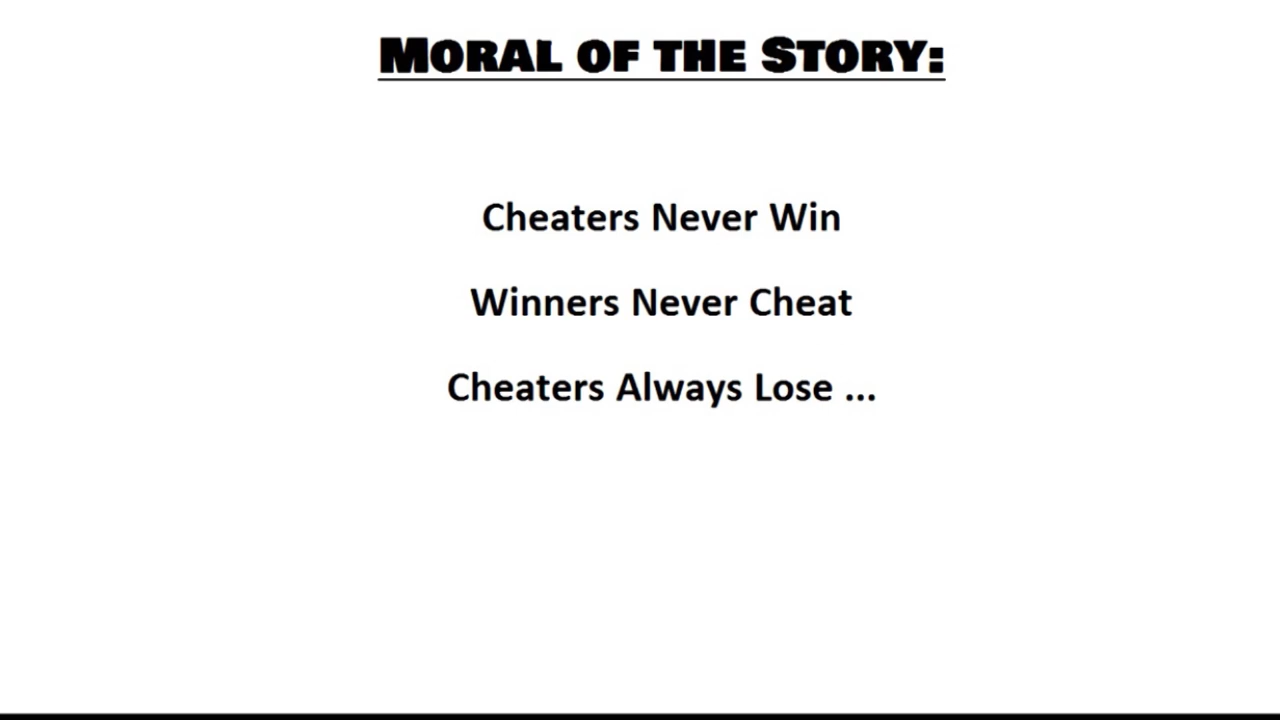 Moral of the Story:
Cheaters Never Win
Winners Never Cheat
Cheaters Always Lose ...